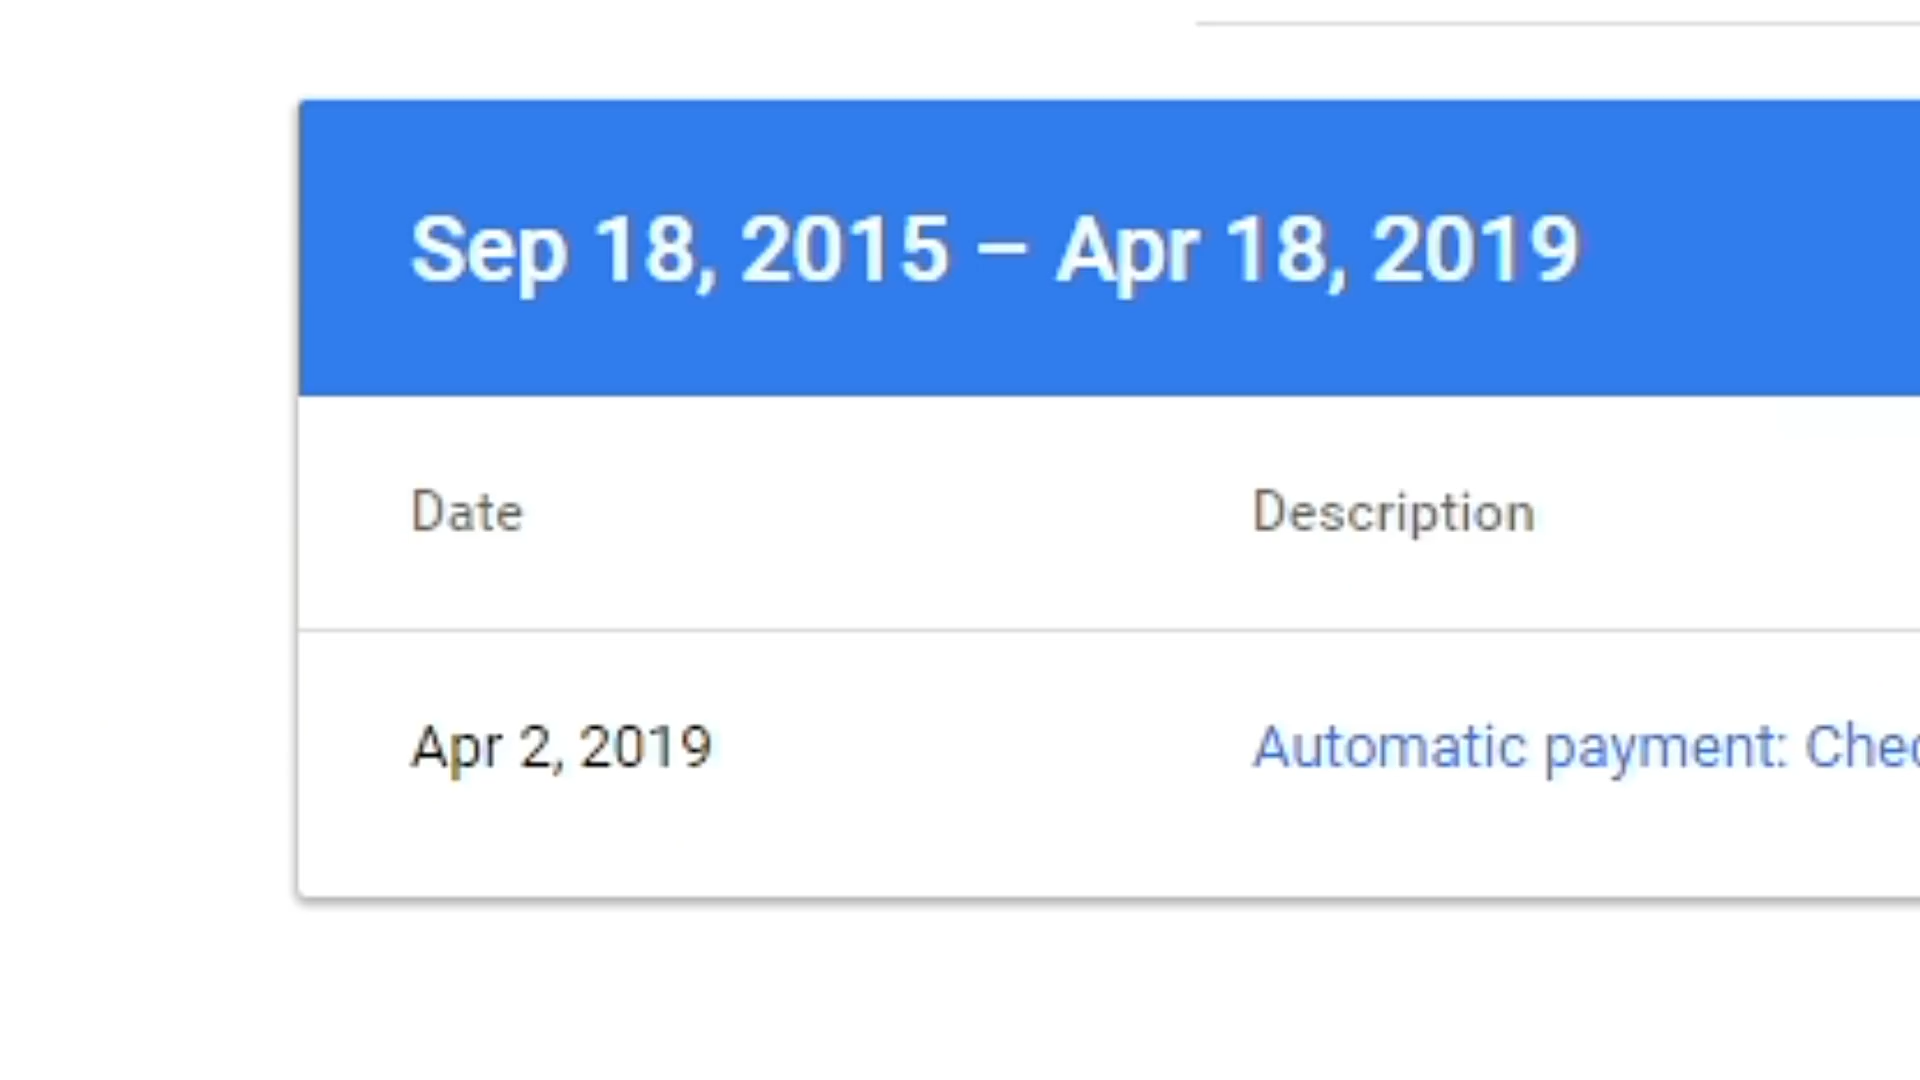 Sep 18, 2015 – Apr 18, 2019
Date Description
Apr 2, 2019 Automatic payment: